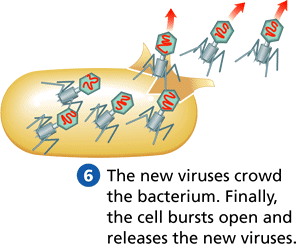 6 The new viruses crowd
the bacterium. Finally,
the cell bursts open and
releases the new viruses.